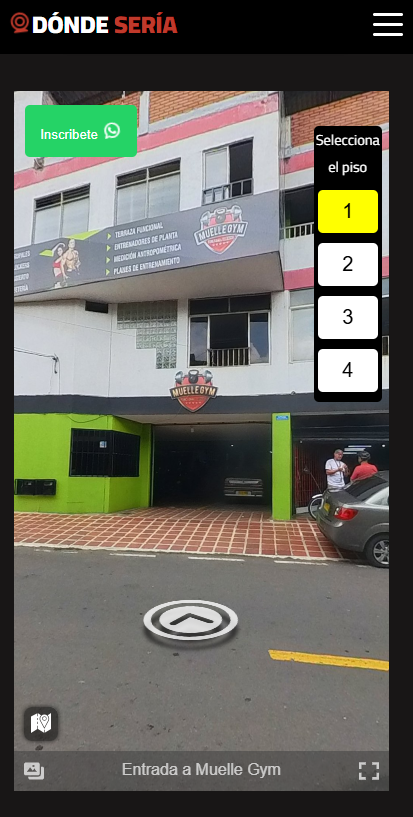 DÓNDE SERÍA
Inscribete
Selecciona
el piso
1
2
3
4
TERRAZA FUNCIONAL
ENTRENADORES DE PLANTA
MEDICIÓN ANTROPOMÉTRICA
PLANES DE ENTRENAMIENTO
MUELLEGYM
MUELLEGYM
Entrada a Muelle Gym